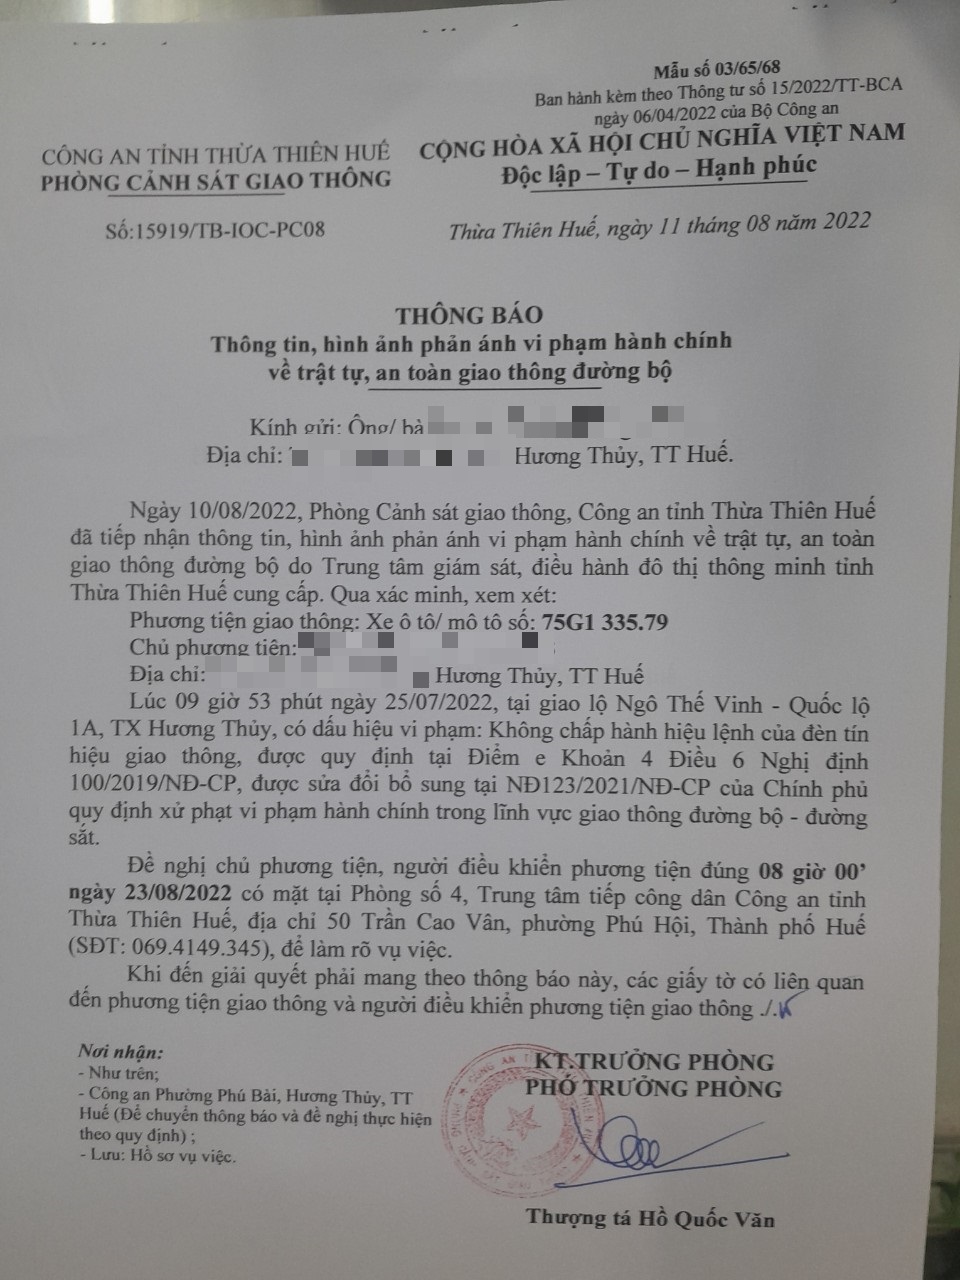 Mẫu số 03/65/68
Ban hành kèm theo Thông tư số 15/2022/TT-BCA
ngày 06/04/2022 của Bộ Công an
CÔNG AN TỈNH THỪA THIÊN HUẾ
PHÒNG CẢNH SÁT GIAO THÔNG
CỘNG HÒA XÃ HỘI CHỦ NGHĨA VIỆT NAM
Độc lập – Tự do – Hạnh phúc
Số:15919/TB-IOC-PC08
Thừa Thiên Huế, ngày 11 tháng 08 năm 2022
THÔNG BÁO
Thông tin, hình ảnh phản ánh vi phạm hành chính
về trật tự, an toàn giao thông đường bộ
Kính gửi: Ông/ bà
Địa chỉ: Hương Thủy, TT Huế.
Ngày 10/08/2022, Phòng Cảnh sát giao thông, Công an tỉnh Thừa Thiên Huế
đã tiếp nhận thông tin, hình ảnh phản ánh vi phạm hành chính về trật tự, an toàn
giao thông đường bộ do Trung tâm giám sát, điều hành đô thị thông minh tỉnh
Thừa Thiên Huế cung cấp. Qua xác minh, xem xét:
Phương tiện giao thông: Xe ô tô/ mô tô số: 75G1 335.79
Chủ phương tiện:
Địa chỉ: Hương Thủy, TT Huế
Lúc 09 giờ 53 phút ngày 25/07/2022, tại giao lộ Ngô Thế Vinh - Quốc lộ
1A, TX Hương Thủy, có dấu hiệu vi phạm: Không chấp hành hiệu lệnh của đèn tín
hiệu giao thông, được quy định tại Điểm e Khoản 4 Điều 6 Nghị định
100/2019/NĐ-CP, được sửa đổi bổ sung tại NĐ123/2021/NĐ-CP của Chính phủ
quy định xử phạt vi phạm hành chính trong lĩnh vực giao thông đường bộ - đường
sắt.
Đề nghị chủ phương tiện, người điều khiển phương tiện đúng 08 giờ 00’
ngày 23/08/2022 có mặt tại Phòng số 4, Trung tâm tiếp công dân Công an tỉnh
Thừa Thiên Huế, địa chỉ 50 Trần Cao Vân, phường Phú Hội, Thành phố Huế
(SĐT: 069.4149.345), để làm rõ vụ việc.
Khi đến giải quyết phải mang theo thông báo này, các giấy tờ có liên quan
đến phương tiện giao thông và người điều khiển phương tiện giao thông ./.
Nơi nhận:
- Như trên;
- Công an Phường Phú Bài, Hương Thủy, TT
Huế (Để chuyển thông báo và đề nghị thực hiện
theo quy định) ;
- Lưu: Hồ sơ vụ việc.
KT.TRƯỞNG PHÒNG
PHÓ TRƯỞNG PHÒNG
Thượng tá Hồ Quốc Văn